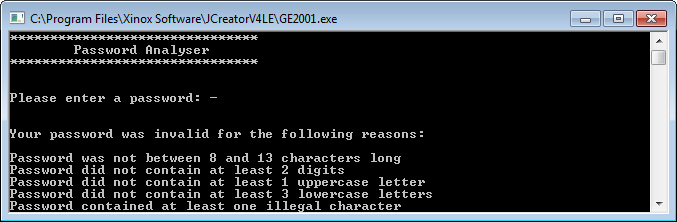 C:\Program Files\Xinox Software\JCreatorV4LE\GE2001.exe
*******************************
Password Analyser
*******************************
Please enter a password: -
Your password was invalid for the following reasons:
Password was not between 8 and 13 characters long
Password did not contain at least 2 digits
Password did not contain at least 1 uppercase letter
Password did not contain at least 3 lowercase letters
Password contained at least one illegal character